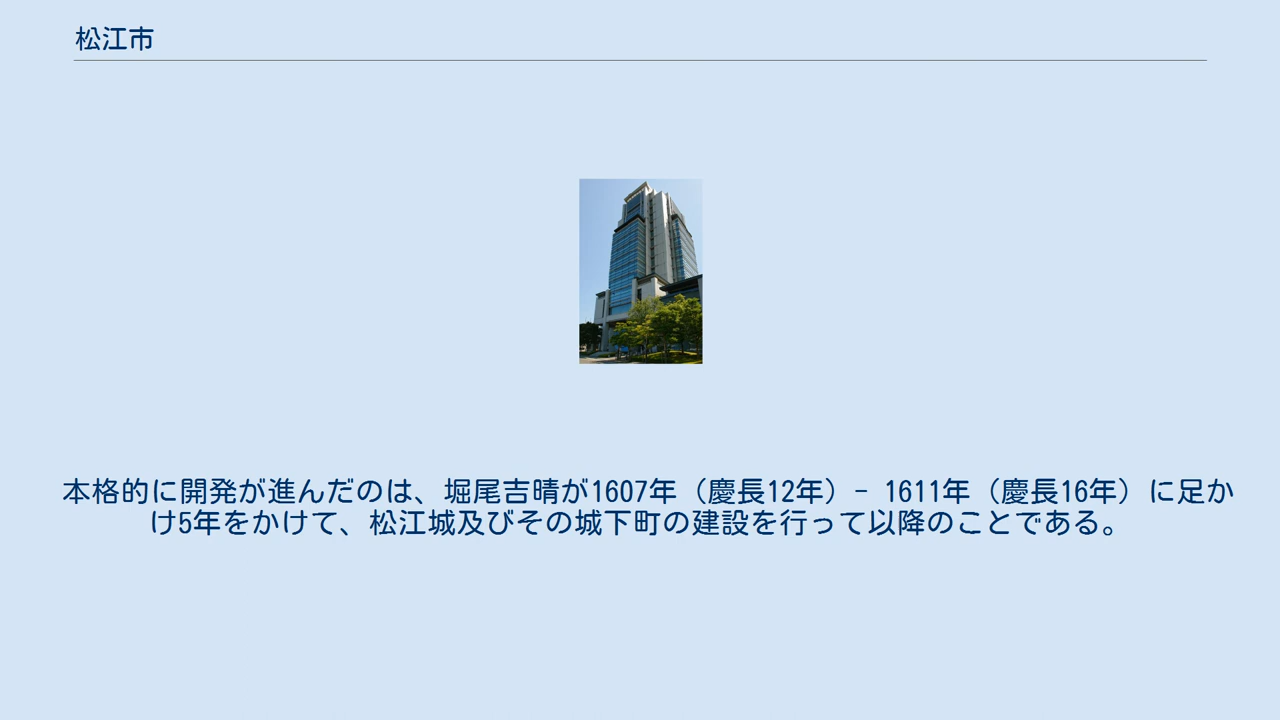 松江市
本格的に開発が進んだのは、堀尾吉晴が1607年（慶長12年）- 1611年（慶長16年）に足か
け5年をかけて、松江城及びその城下町の建設を行って以降のことである。